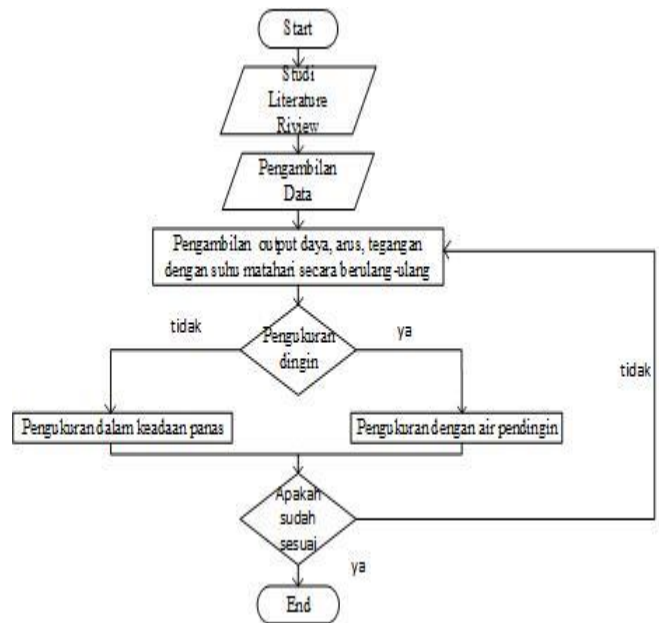 Start
Studi
Literature
Riview
Pengambilan
Data
Pengambilan output daya, arus, tegangan
dengan suhu matahari secara berulang-ulang
tidak
Pengukuran
dingin
ya
tidak
Pengukuran dalam keadaan panas
Pengukuran dengan air pendingin
Apakah
sudah
sesuai
ya
End